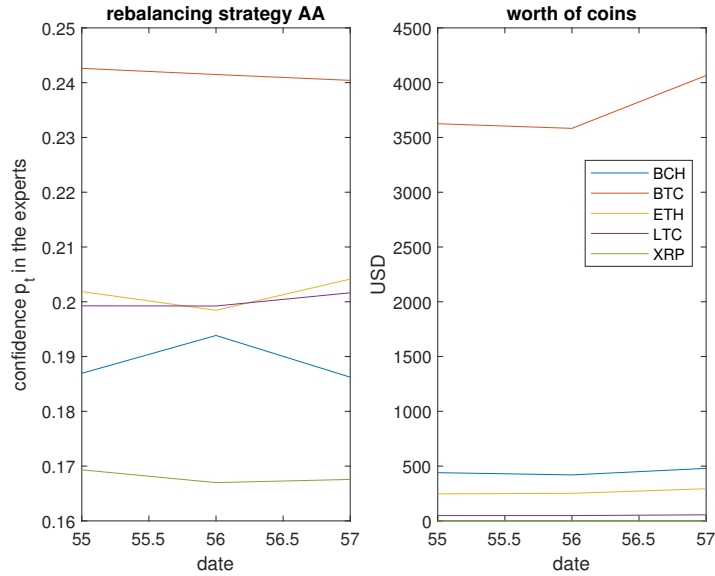 rebalancing strategy AA
0.25
0.24
0.23
0.22
0.21
0.2
0.19
0.18
0.17
0.16
confidence p_t in the experts
55 55.5 56 56.5 57
date
worth of coins
4500
4000
3500
3000
2500
2000
1500
1000
500
0
USD
BCH
BTC
ETH
LTC
XRP
55 55.5 56 56.5 57
date